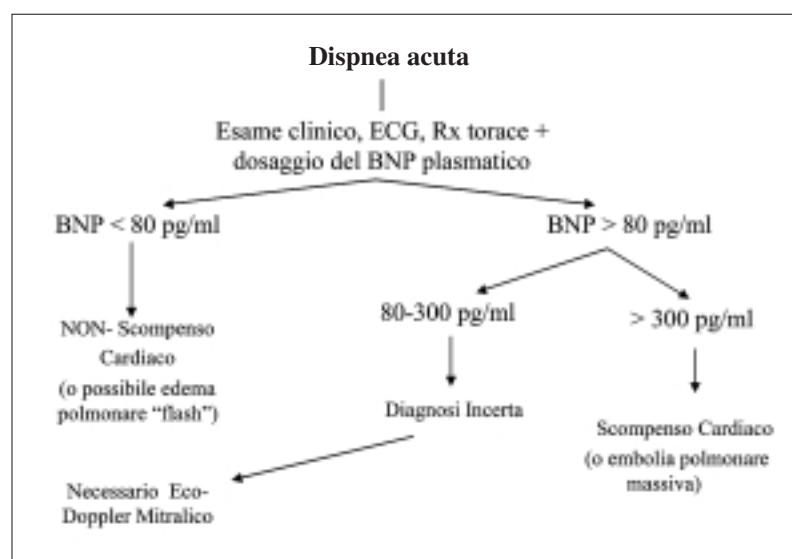 Dispnea acuta
Esame clinico, ECG, Rx torace +
dosaggio del BNP plasmatico
BNP < 80 pg/ml
BNP > 80 pg/ml
80-300 pg/ml
> 300 pg/ml
NON- Scompenso
Cardiaco
(o possibile edema
polmonare “flash”)
Diagnosi Incerta
Scompenso Cardiaco
(o embolia polmonare
massiva)
Necessario Eco-
Doppler Mitralico